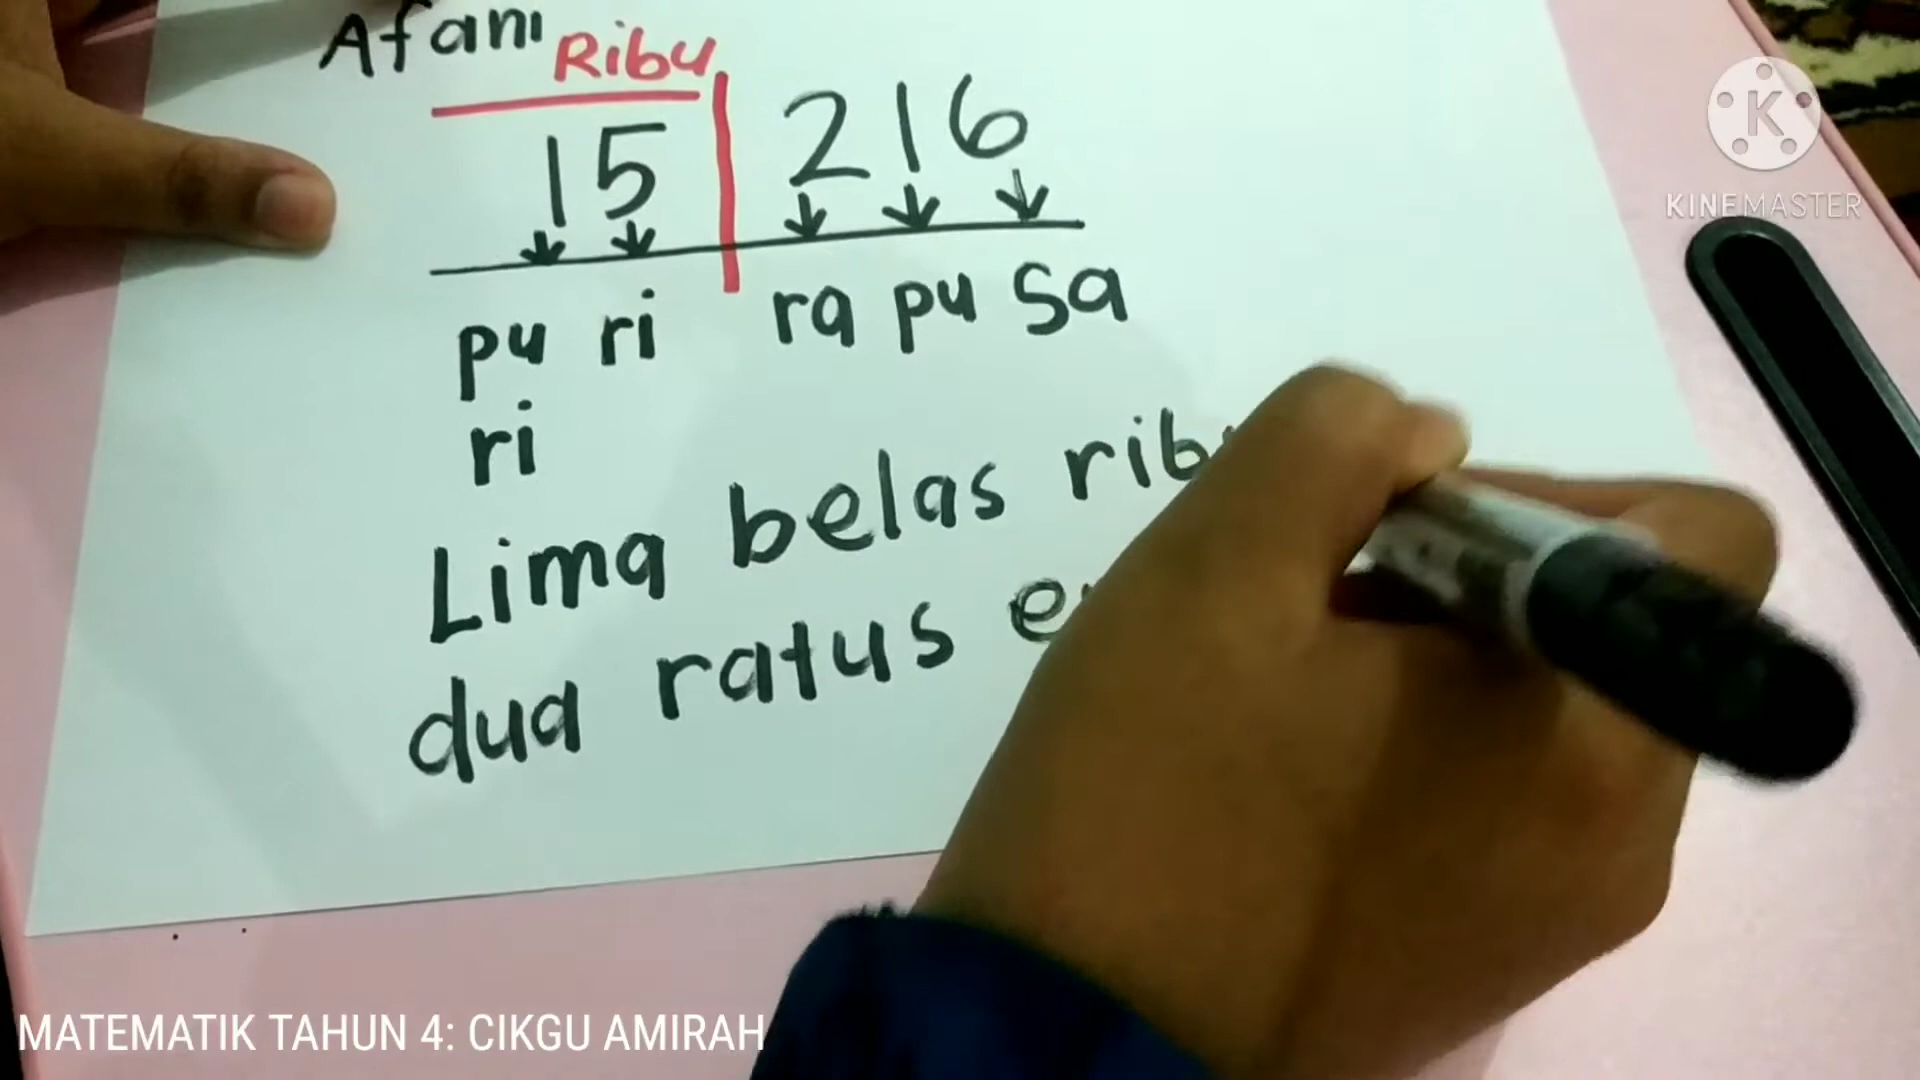 Afani Ribu
15 216
pu ri ra pu sa
ri
Lima belas
dua ratus
K
KINEMASTER
MATEMATIK TAHUN 4: CIKGU AMIRAH